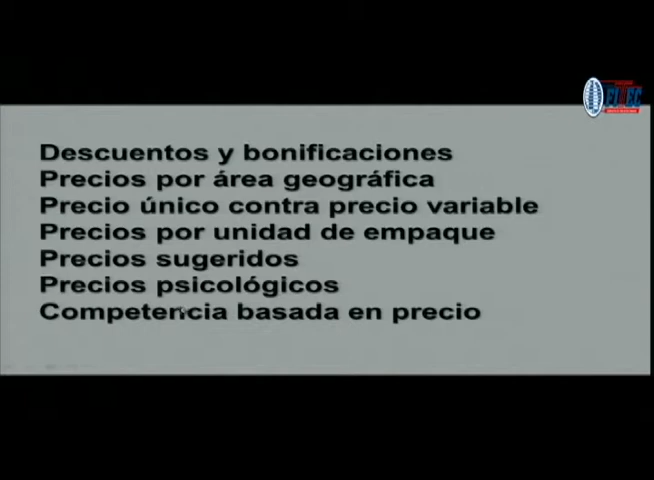 Descuentos y bonificaciones
Precios por área geográfica
Precio único contra precio variable
Precios por unidad de empaque
Precios sugeridos
Precios psicológicos
Competencia basada en precio